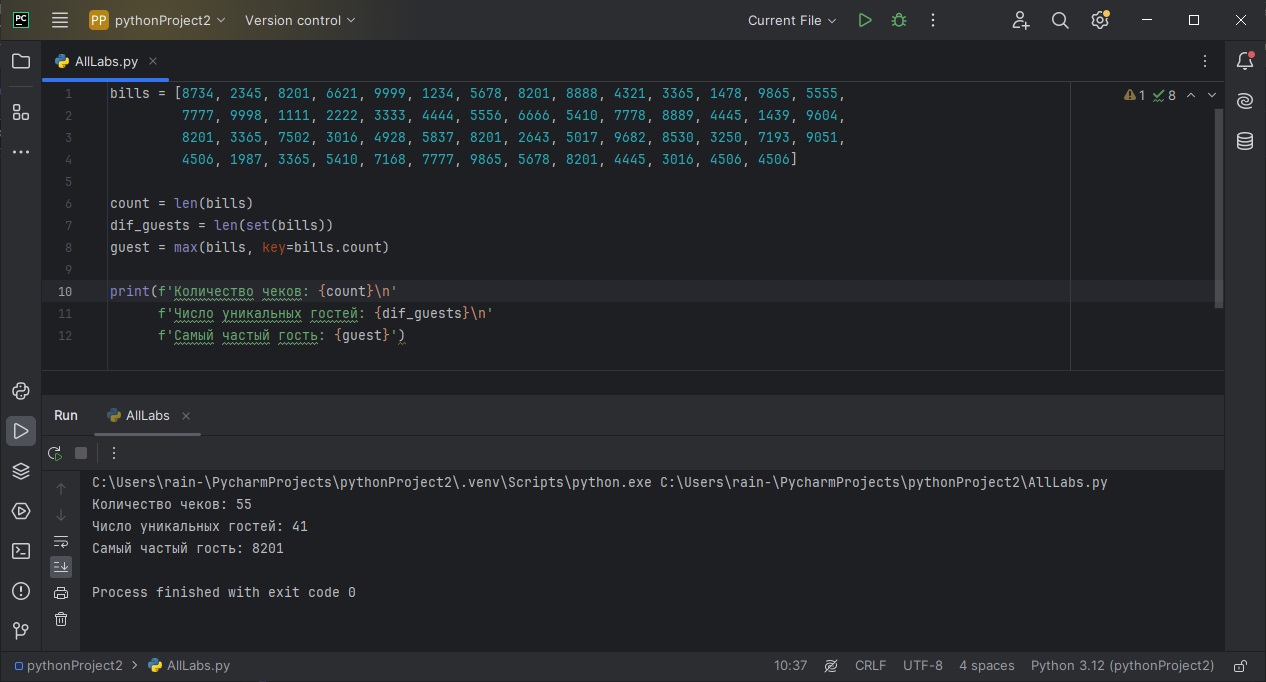 PC PP pythonProject2 Version control Current File
AllLabs.py
1 bills = [8734, 2345, 8201, 6621, 9999, 1234, 5678, 8201, 8888, 4321, 3365, 1478, 9865, 5555,
1 8
2 7777, 9998, 1111, 2222, 3333, 4444, 5556, 6666, 5410, 7778, 8889, 4445, 1439, 9604,
3 8201, 3365, 7502, 3016, 4928, 5837, 8201, 2643, 5017, 9682, 8530, 3250, 7193, 9051,
4 4506, 1987, 3365, 5410, 7168, 7777, 9865, 5678, 8201, 4445, 3016, 4506, 4506]
5
6 count = len(bills)
7 dif_guests = len(set(bills))
8 guest = max(bills, key=bills.count)
9
10 print(f'Количество чеков: {count}\n'
11 f'Число уникальных гостей: {dif_guests}\n'
12 f'Самый частый гость: {guest}')
Run AllLabs
C:\Users\rain-\PycharmProjects\pythonProject2\.venv\Scripts\python.exe C:\Users\rain-\PycharmProjects\pythonProject2\AllLabs.py
Количество чеков: 55
Число уникальных гостей: 41
Самый частый гость: 8201
Process finished with exit code 0
pythonProject2 > AllLabs.py 10:37 CRLF UTF-8 4 spaces Python 3.12 (pythonProject2)